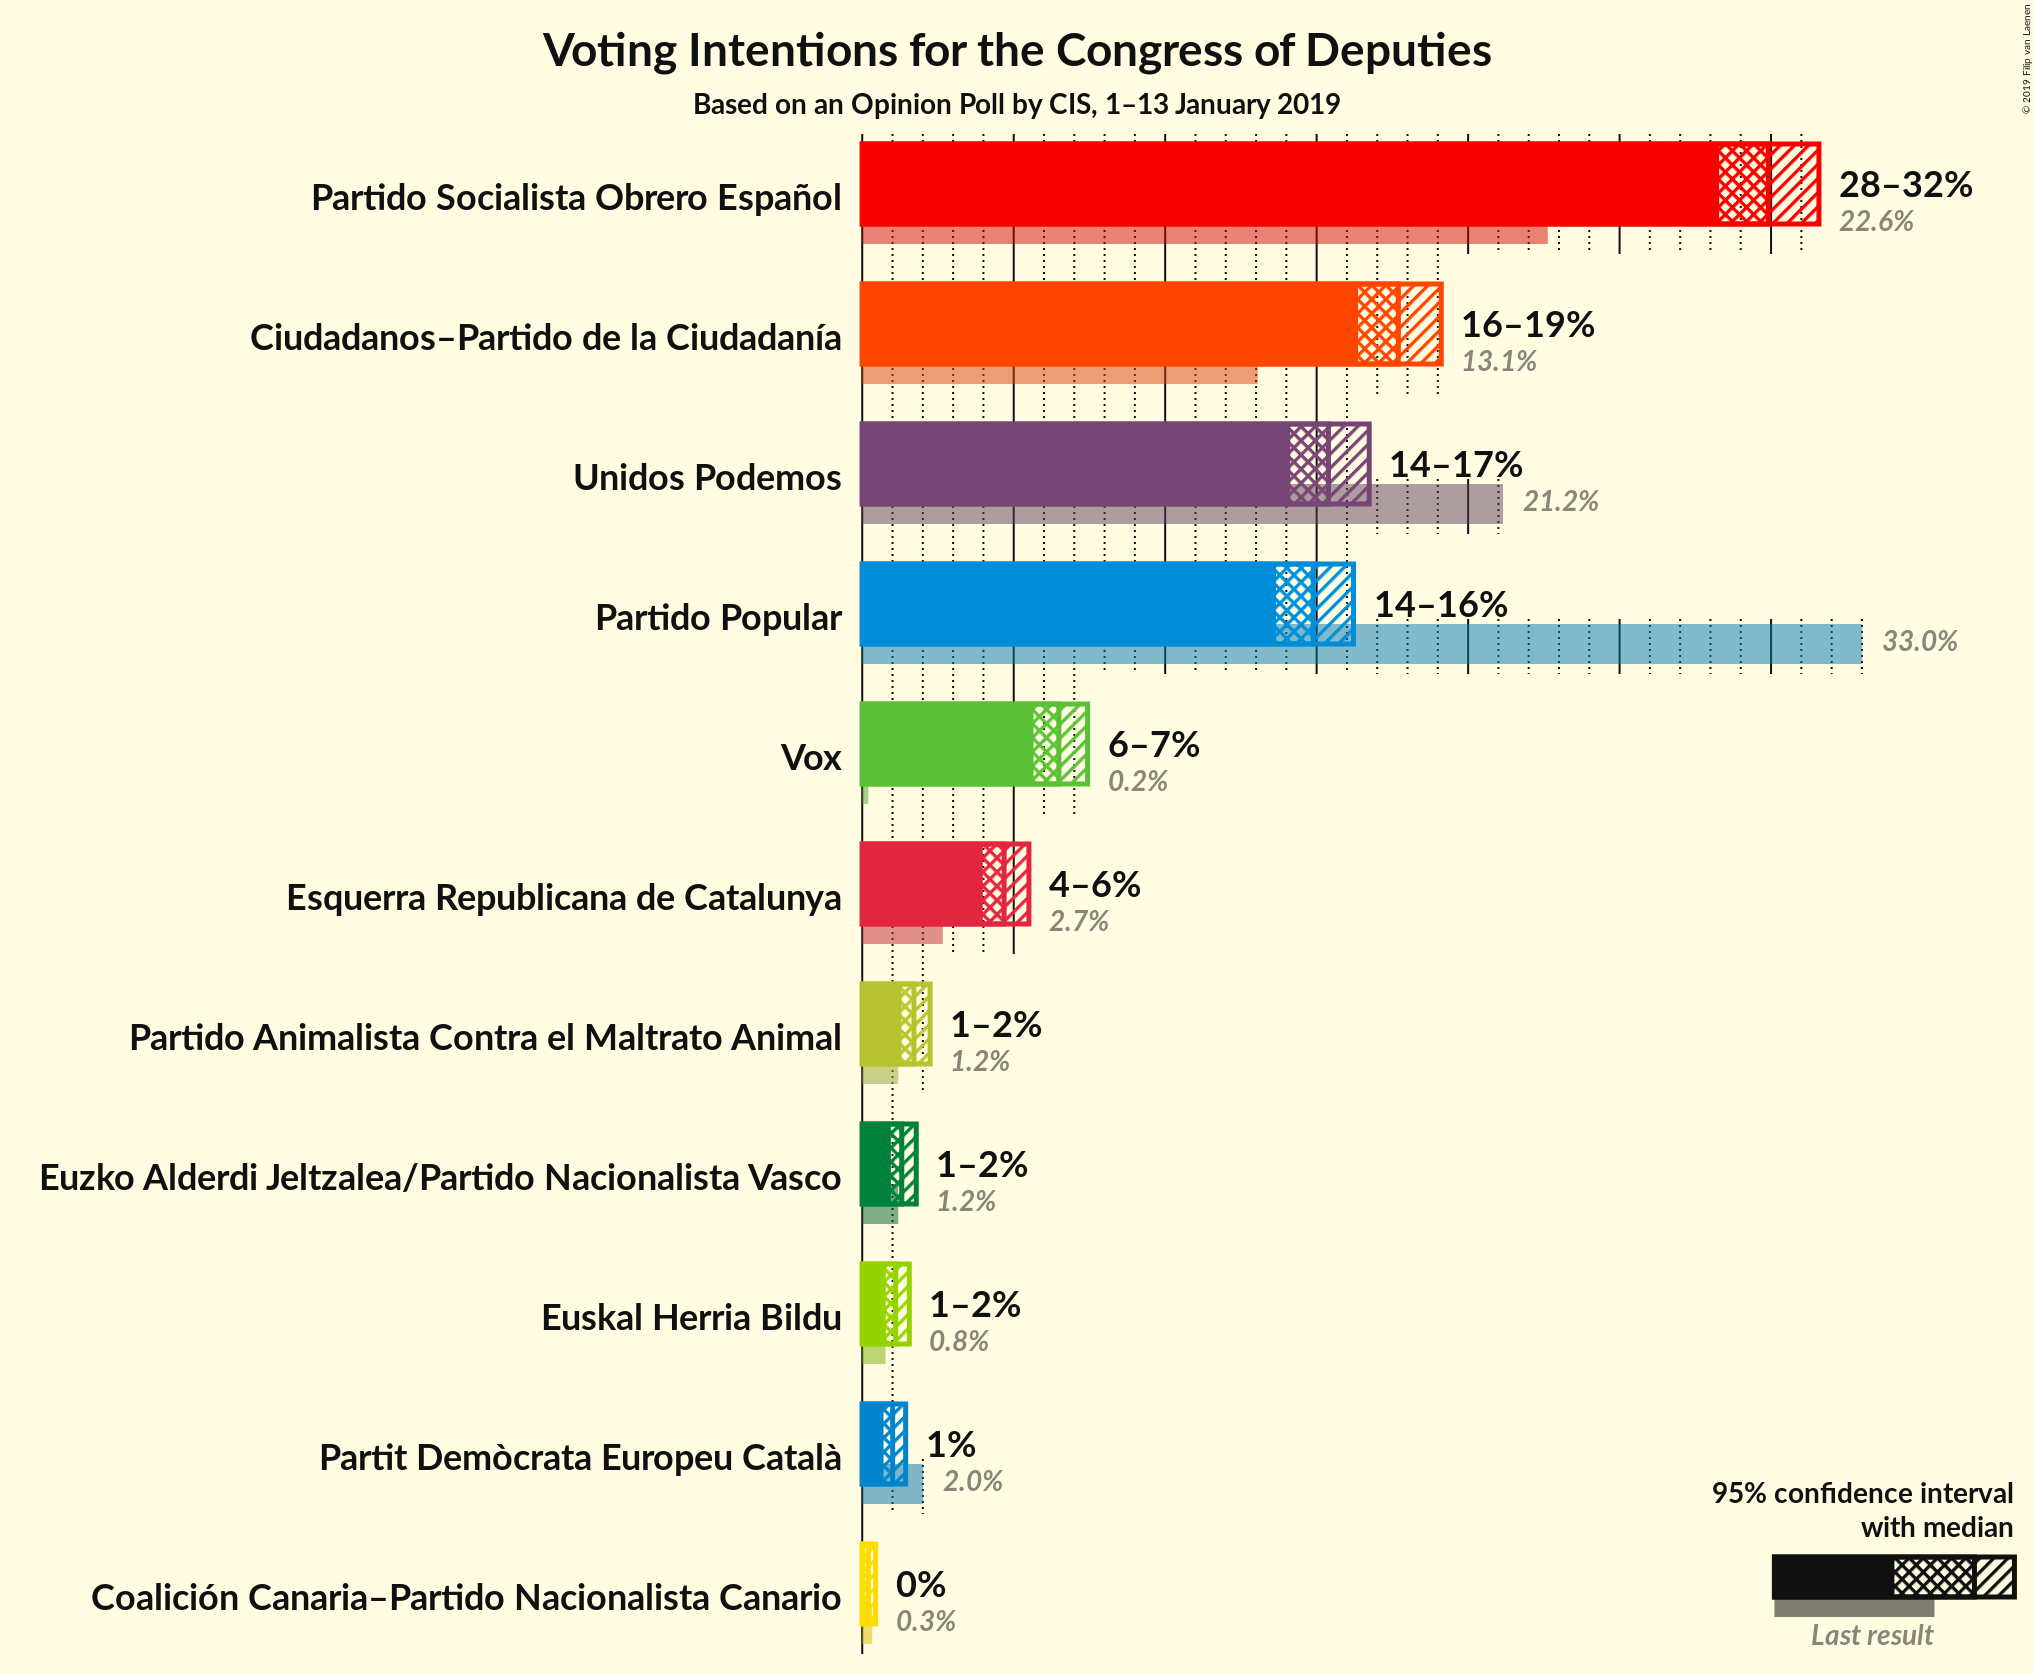 Voting Intentions for the Congress of Deputies
Based on an Opinion Poll by CIS, 1–13 January 2019
© 2019 Filip van Laenen
Partido Socialista Obrero Español
28–32%
22.6%
Ciudadanos–Partido de la Ciudadanía
16–19%
13.1%
Unidos Podemos
14–17%
21.2%
Partido Popular
14–16%
33.0%
Vox
6–7%
0.2%
Esquerra Republicana de Catalunya
4–6%
2.7%
Partido Animalista Contra el Maltrato Animal
1–2%
1.2%
Euzko Alderdi Jeltzalea/Partido Nacionalista Vasco
1–2%
1.2%
Euskal Herria Bildu
1–2%
0.8%
Partit Demòcrata Europeu Català
1%
2.0%
Coalición Canaria–Partido Nacionalista Canario
0%
0.3%
95% confidence interval
with median
Last result